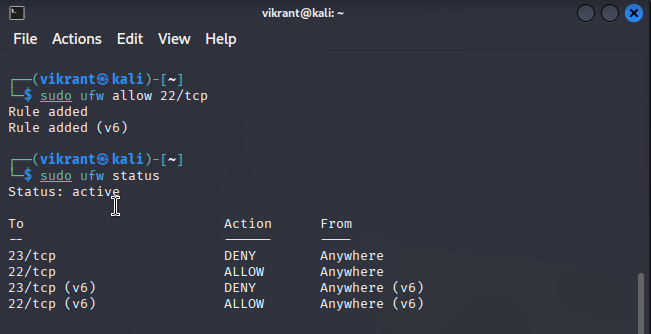 vikrant@kali: ~
File Actions Edit View Help
┌──(vikrant㉿kali)-[~]
└─$ sudo ufw allow 22/tcp
Rule added
Rule added (v6)
┌──(vikrant㉿kali)-[~]
└─$ sudo ufw status
Status: active
To Action From
-- ------ ----
23/tcp DENY Anywhere
22/tcp ALLOW Anywhere
23/tcp (v6) DENY Anywhere (v6)
22/tcp (v6) ALLOW Anywhere (v6)